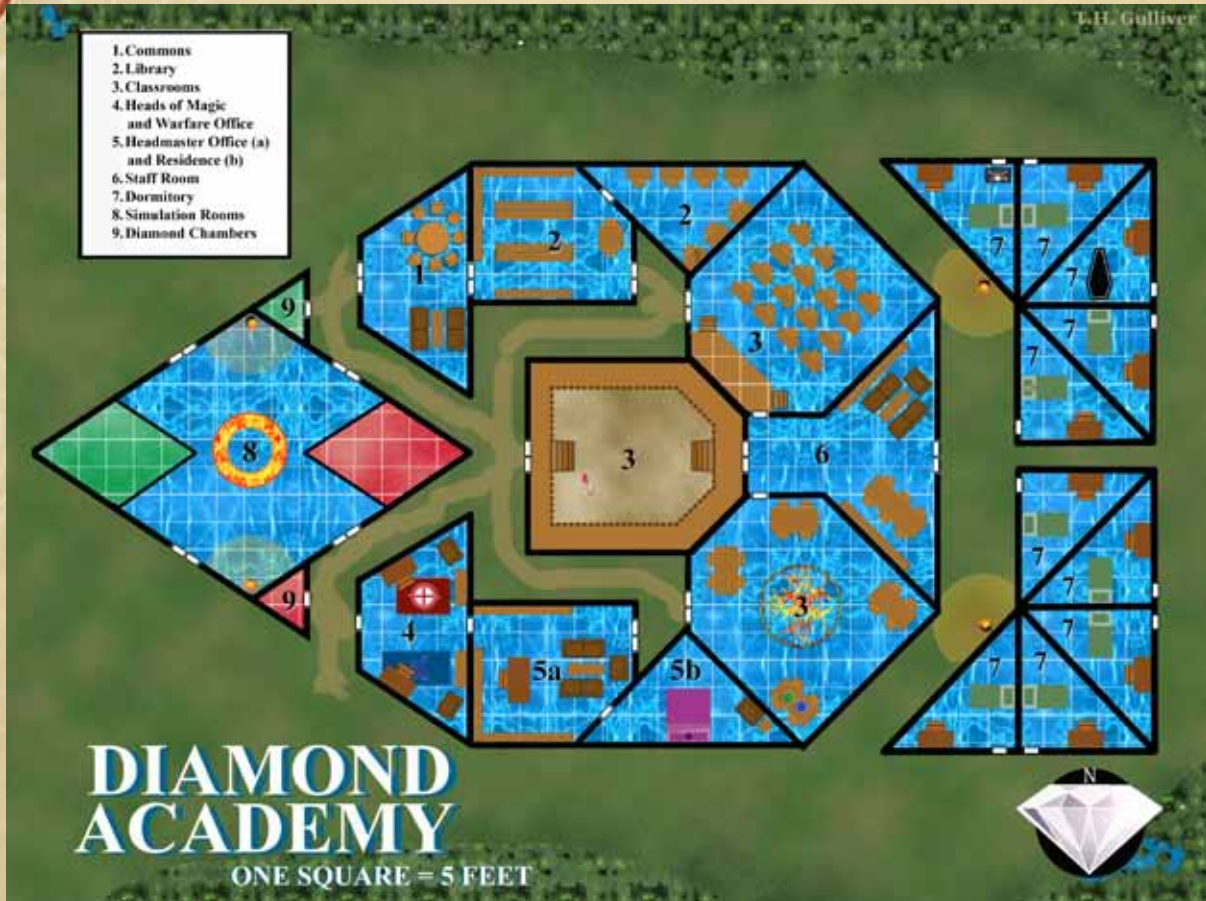 T.H. Gulliver
1. Commons
2. Library
3. Classrooms
4. Heads of Magic
and Warfare Office
5. Headmaster Office (a)
and Residence (b)
6. Staff Room
7. Dormitory
8. Simulation Rooms
9. Diamond Chambers
2
2
7
7
7
1
9
3
7
7
8
3
6
9
4
3
7
7
5a
5b
7
7
DIAMOND
ACADEMY
ONE SQUARE = 5 FEET
N